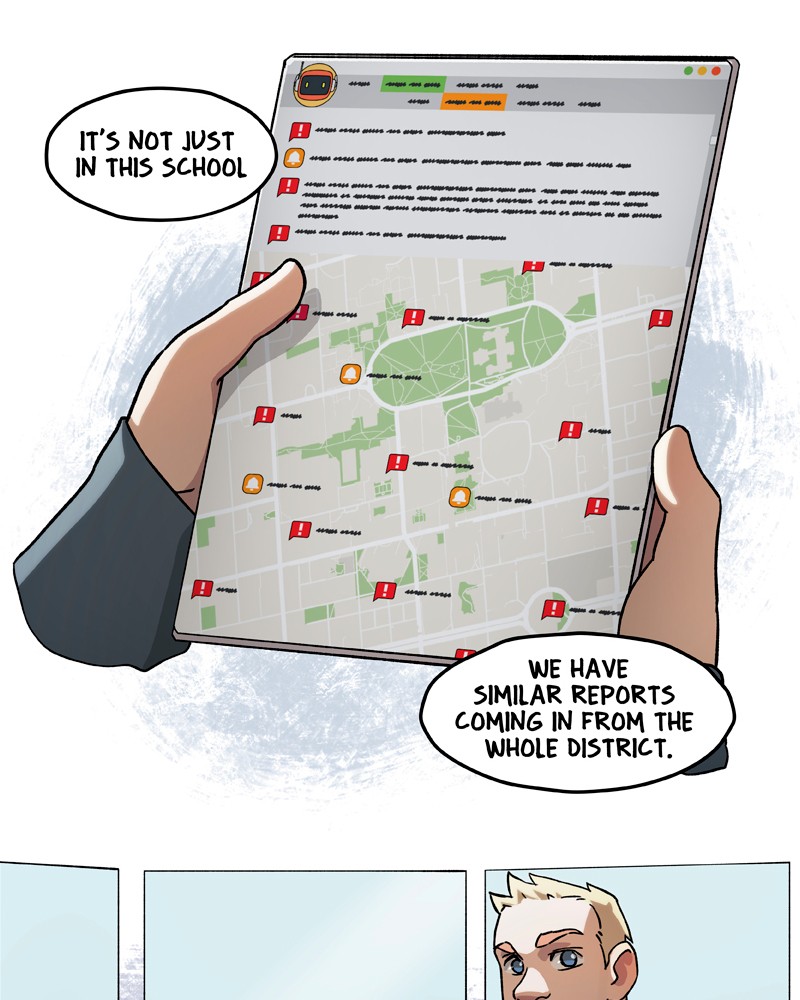 IT'S NOT JUST
IN THIS SCHOOL
WE HAVE
SIMILAR REPORTS
COMING IN FROM THE
WHOLE DISTRICT.